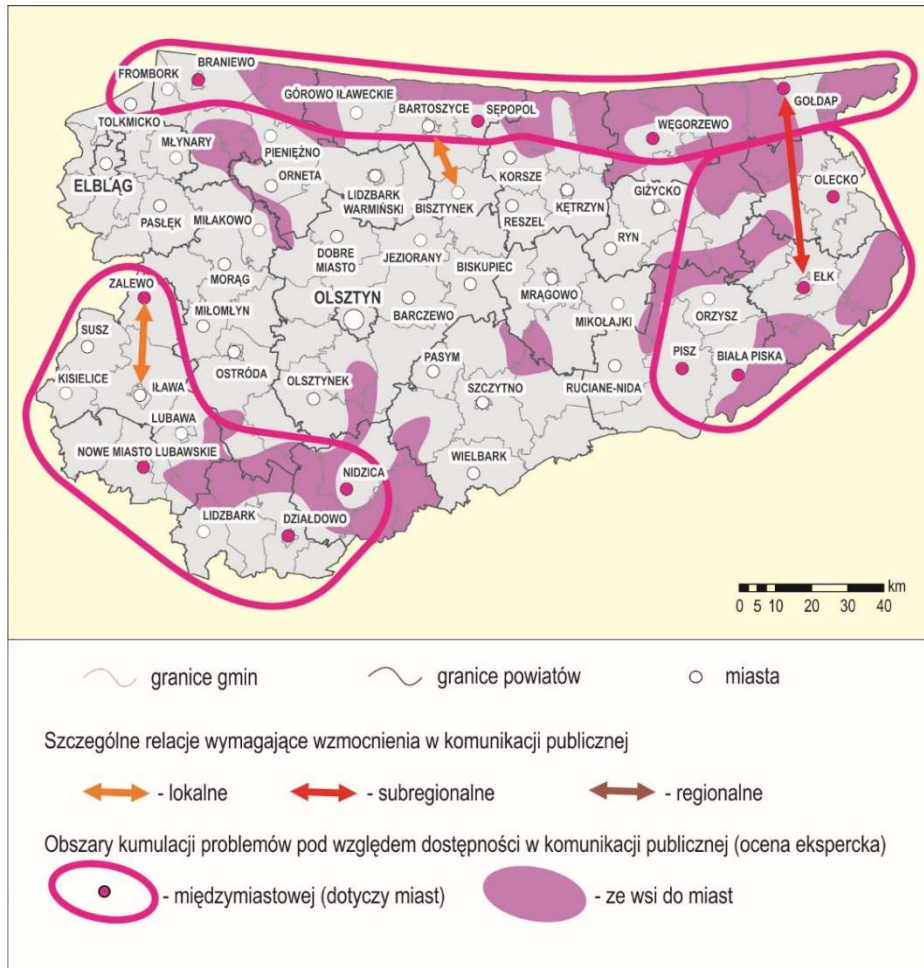 BRANIEWO
FROMBORK
GOŁDAP
GÓROWO IŁAWECKIE
BARTOSZYCE
SĘPOPOL
TOLKMICKO
WĘGORZEWO
MŁYNARY
PIENIĘŻNO
ELBLĄG
ORNETA
LIDZBARK
WARMIŃSKI
KORSZE
KĘTRZYN
GIŻYCKO
OLECKO
BISZTYNEK
RESZEL
PASŁĘK
MIŁAKOWO
RYN
DOBRE
MIASTO
JEZIORANY
MORĄG
BISKUPIEC
ZALEWO
MRĄGOWO
EŁK
OLSZTYN
MIŁOMŁYN
BARCZEWO
MIKOŁAJKI
ORZYSZ
SUSZ
PASYM
PISZ
BIAŁA PISKA
OSTRÓDA
OLSZTYNEK
SZCZYTNO
RUCIANE-NIDA
KISIELICE
IŁAWA
LUBAWA
NOWE MIASTO LUBAWSKIE
WIELBARK
NIDZICA
LIDZBARK
DZIAŁDOWO
km
0 5 10 20 30 40
granice gmin
granice powiatów
miasta
Szczególne relacje wymagające wzmocnienia w komunikacji publicznej
- lokalne
- subregionalne
- regionalne
Obszary kumulacji problemów pod względem dostępności w komunikacji publicznej (ocena ekspercka)
- międzymiastowej (dotyczy miast)
- ze wsi do miast